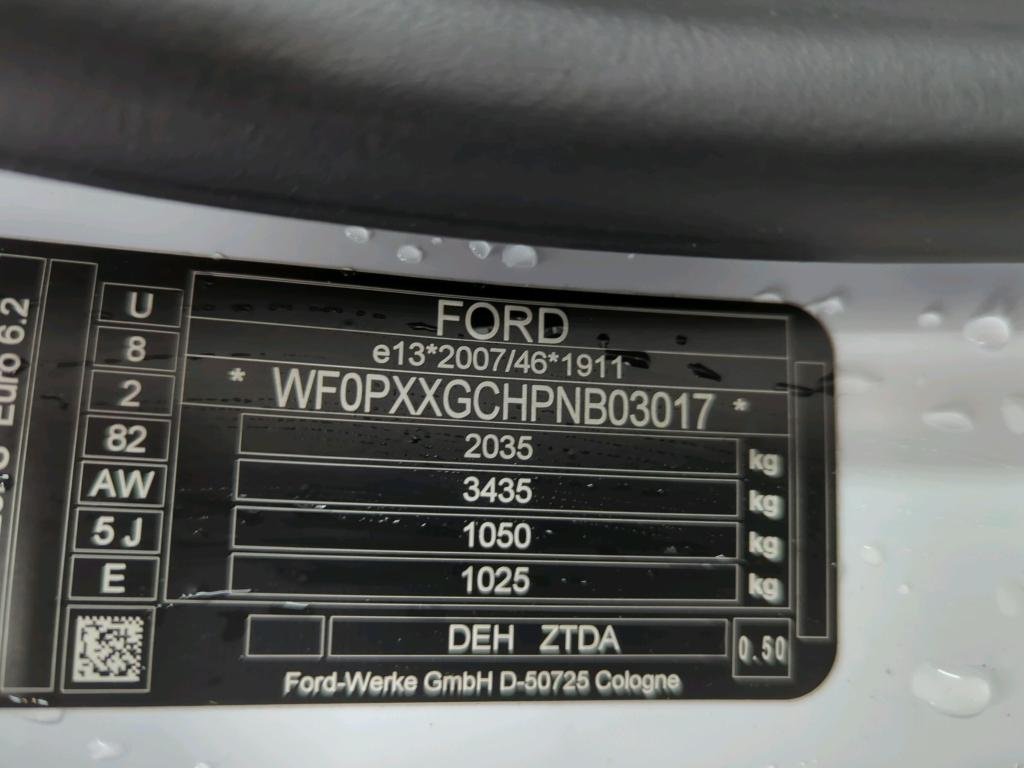 Euro 6.2
U
8
2
82
AW
5 J
E
FORD
e13*2007/46*1911
* WF0PXXGCHPNB03017 *
2035 kg
3435 kg
1050 kg
1025 kg
DEH ZTDA
0.50
Ford-Werke GmbH D-50725 Cologne